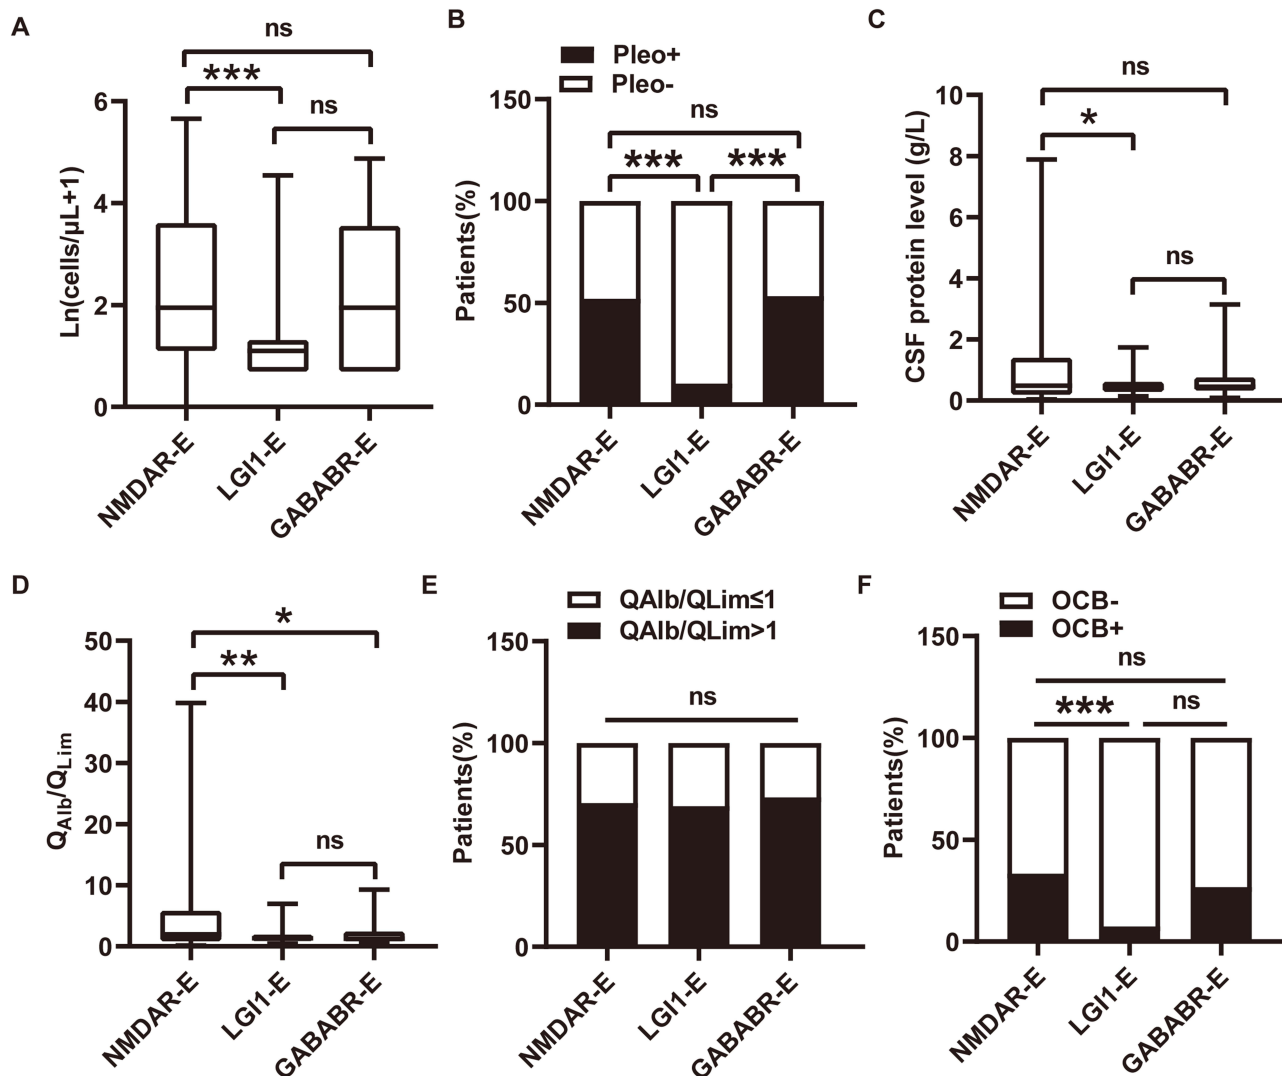 A
ns
***
ns
Ln(cells/μL+1)
6
4
2
0
NMDAR-E
LGI1-E
GABABR-E
B
Pleo+
Pleo-
ns
***
***
Patients(%)
150
100
50
0
NMDAR-E
LGI1-E
GABABR-E
C
ns
*
ns
CSF protein level (g/L)
10
8
6
4
2
0
NMDAR-E
LGI1-E
GABABR-E
D
*
**
ns
QAlb/QLim
50
40
30
20
10
0
NMDAR-E
LGI1-E
GABABR-E
E
QAlb/QLim≤1
QAlb/QLim>1
ns
Patients(%)
150
100
50
0
NMDAR-E
LGI1-E
GABABR-E
F
OCB-
OCB+
ns
***
ns
Patients(%)
150
100
50
0
NMDAR-E
LGI1-E
GABABR-E